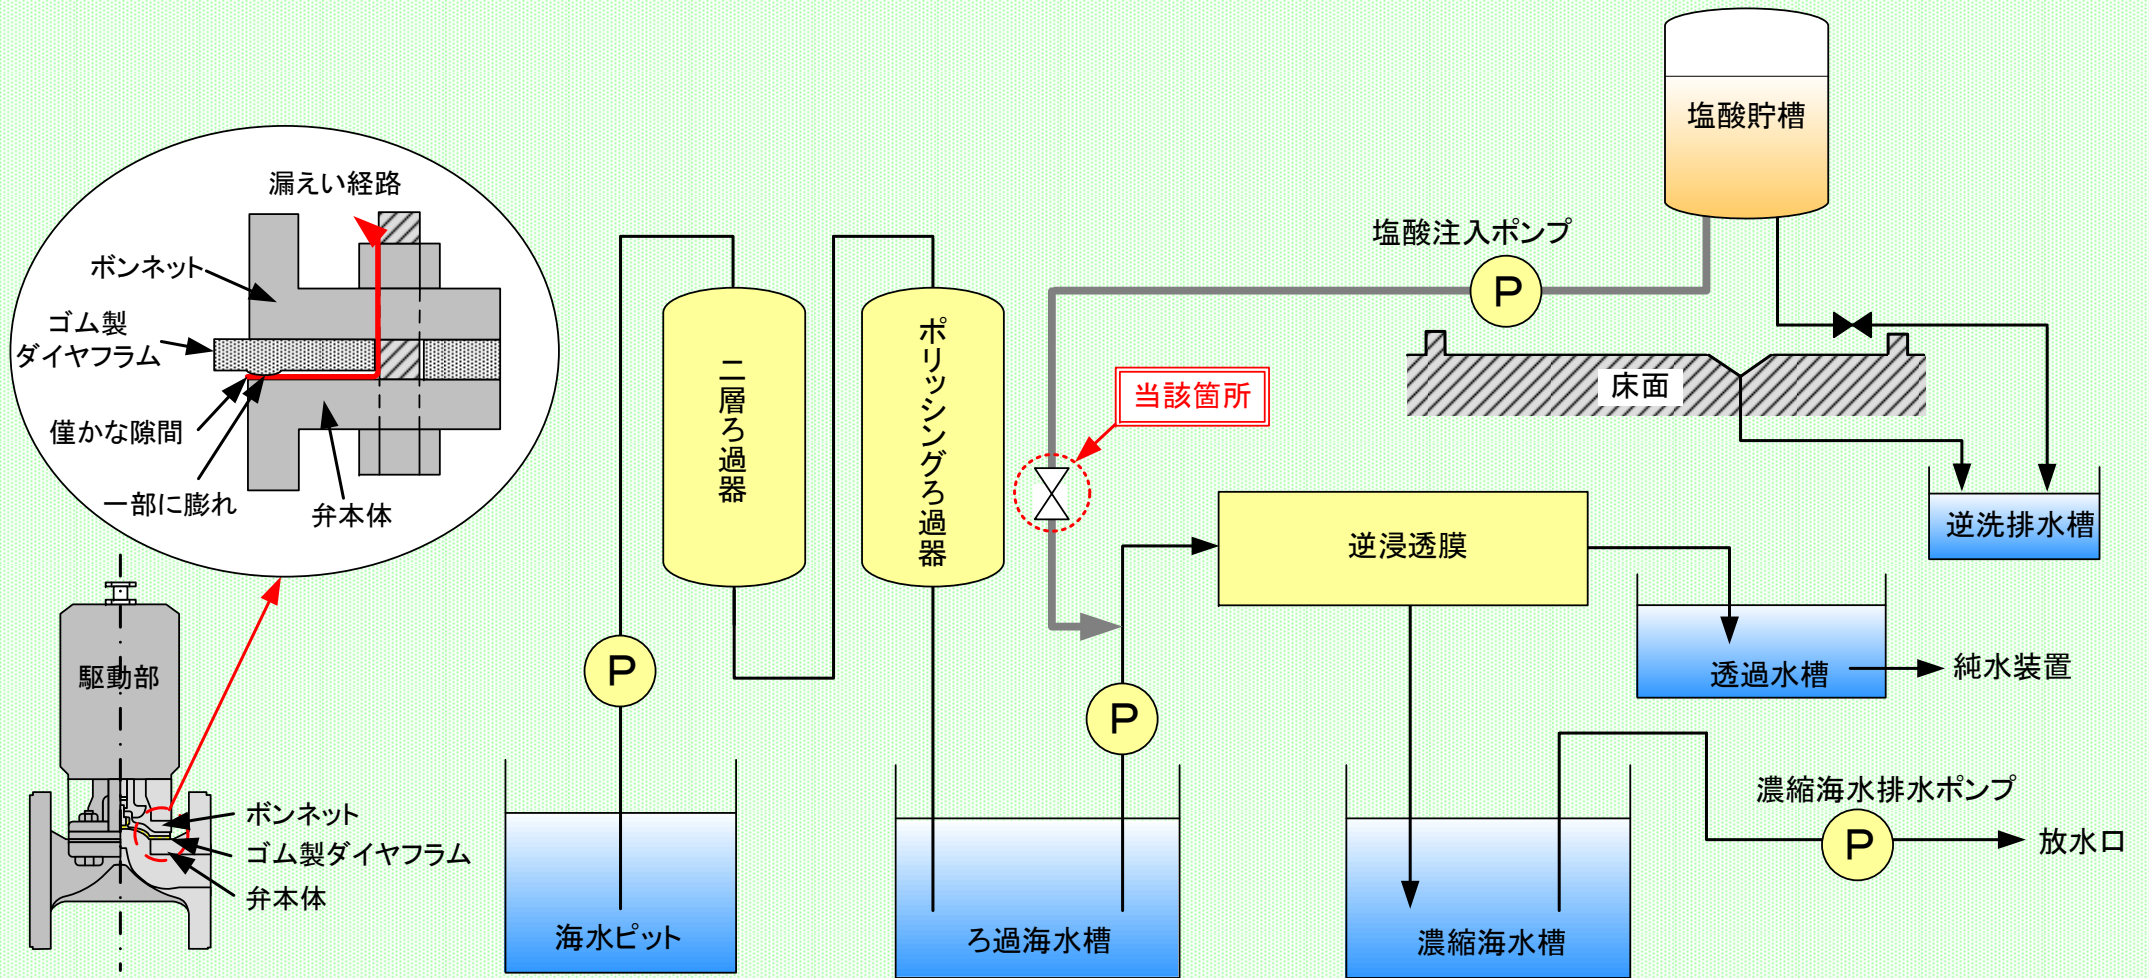 漏えい経路
ボンネット
ゴム製
ダイヤフラム
僅かな隙間
一部に膨れ
弁本体
駆動部
ボンネット
ゴム製ダイヤフラム
弁本体
P
海水ピット
二層ろ過器
ポリッシングろ過器
ろ過海水槽
P
当該箇所
塩酸注入ポンプ
P
塩酸貯槽
床面
逆洗排水槽
逆浸透膜
透過水槽
純水装置
濃縮海水槽
濃縮海水排水ポンプ
P
放水口